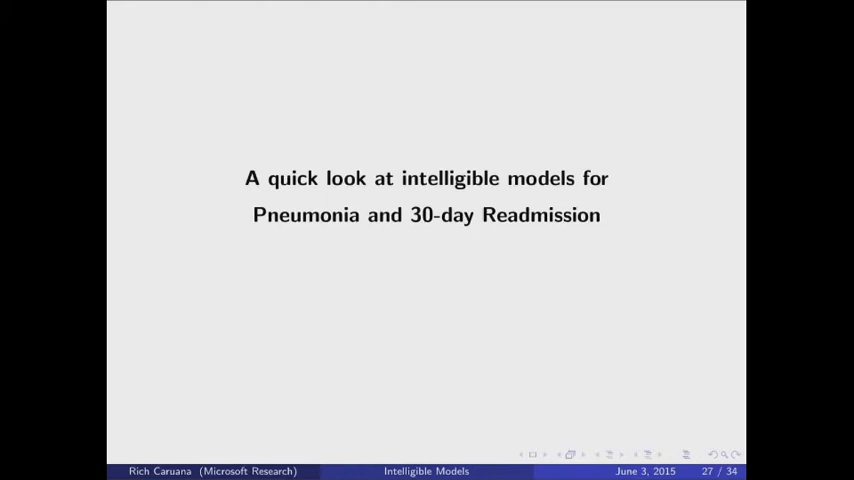 A quick look at intelligible models for
Pneumonia and 30-day Readmission
Rich Caruana (Microsoft Research) Intelligible Models June 3, 2015 27 / 34